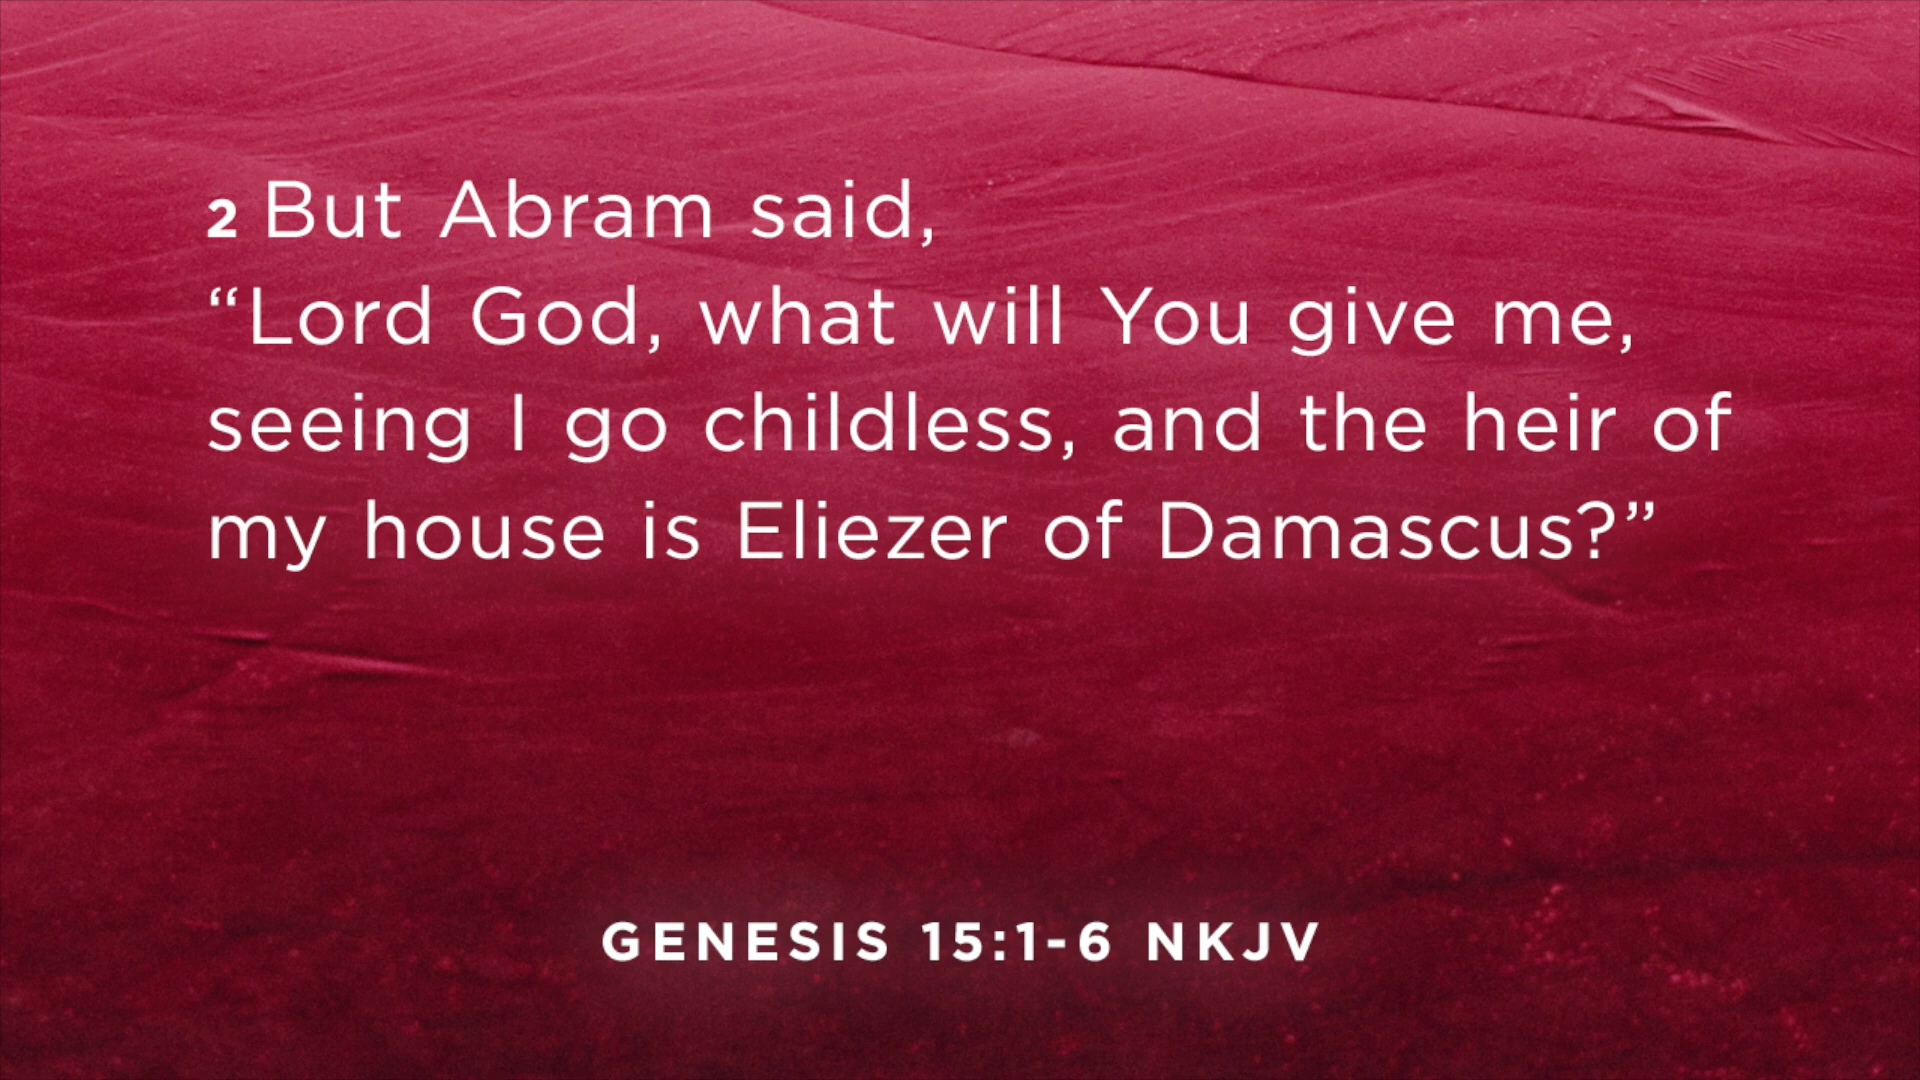 2 But Abram said,
“Lord God, what will You give me,
seeing I go childless, and the heir of
my house is Eliezer of Damascus?”
GENESIS 15:1-6 NKJV